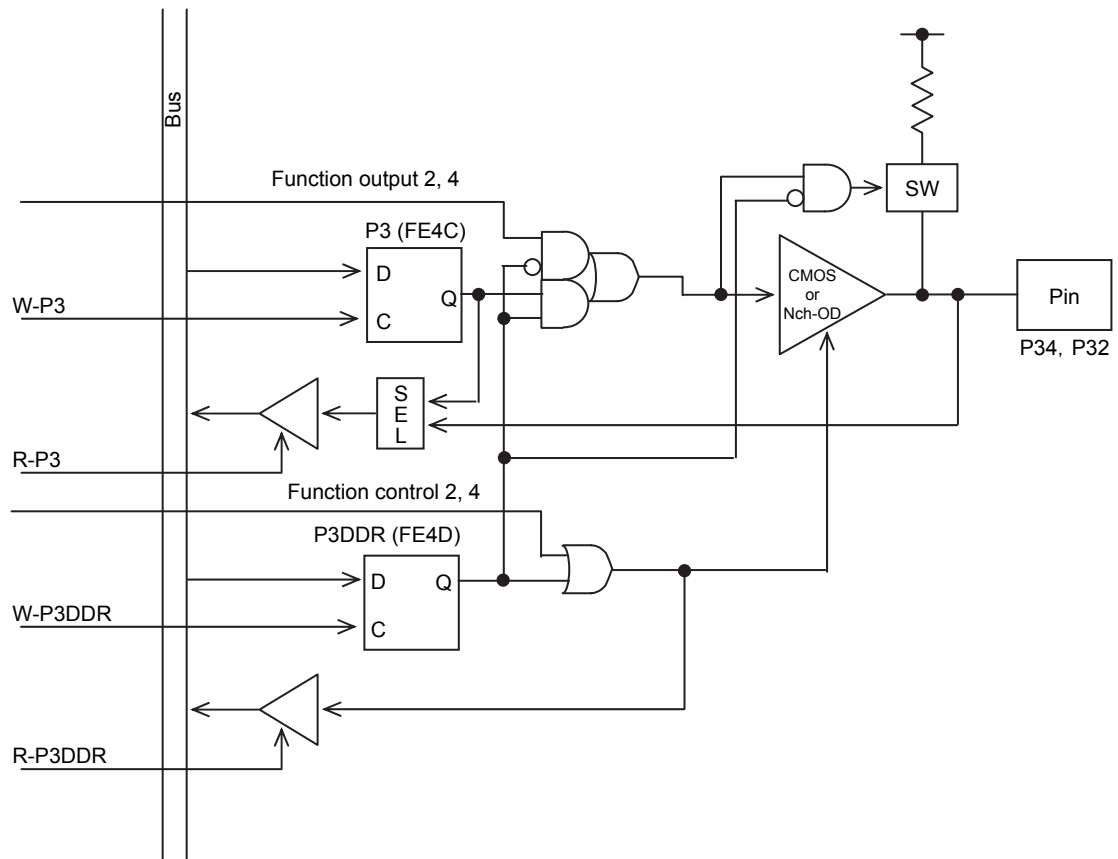 Bus
Function output 2, 4
P3 (FE4C)
D
Q
C
W-P3
SW
CMOS
or
Nch-OD
Pin
P34, P32
S
E
L
R-P3
Function control 2, 4
P3DDR (FE4D)
D
Q
C
W-P3DDR
R-P3DDR